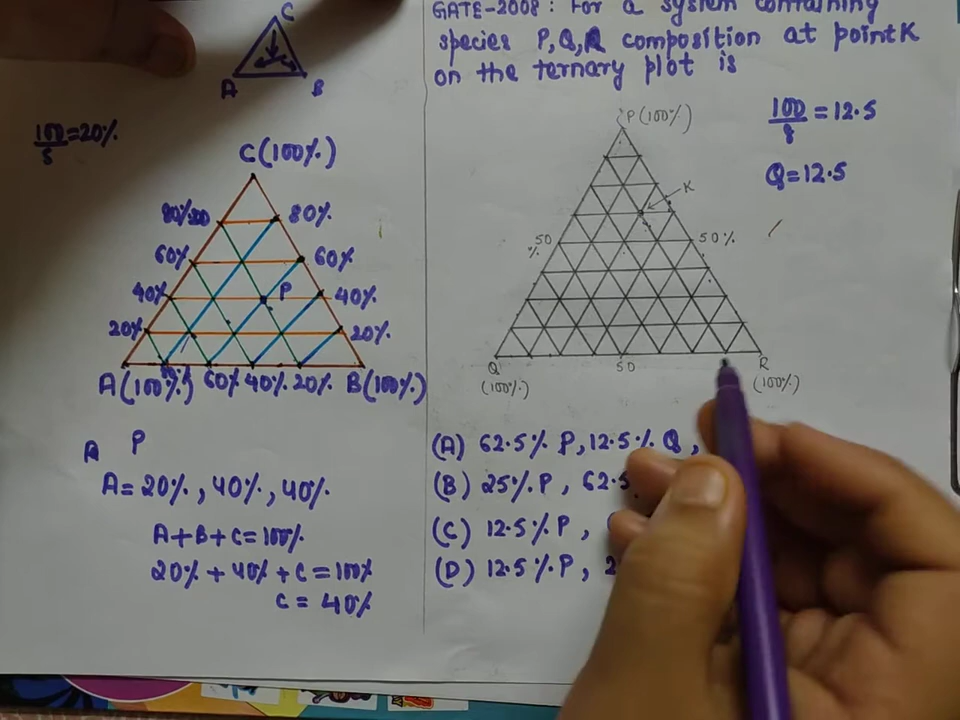 C
A
B
100/5=20%
C(100%)
80%
80%
60%
60%
40%
P
40%
20%
20%
A(100%)
60%
40%
20%
B(100%)
P
A=20%, 40%, 40%
A+B+C=100%
20%+40%+C=100%
C=40%
GATE-2008: For a system containing
species P,Q,R composition at point K
on the ternary plot is
P(100%)
100/8=12.5
Q=12.5
K
50
%
50%
Q
(100%)
50
R
(100%)
(A) 62.5% P, 12.5% Q,
(B) 25% P, 62.5
(C) 12.5% P,
(D) 12.5% P, 2